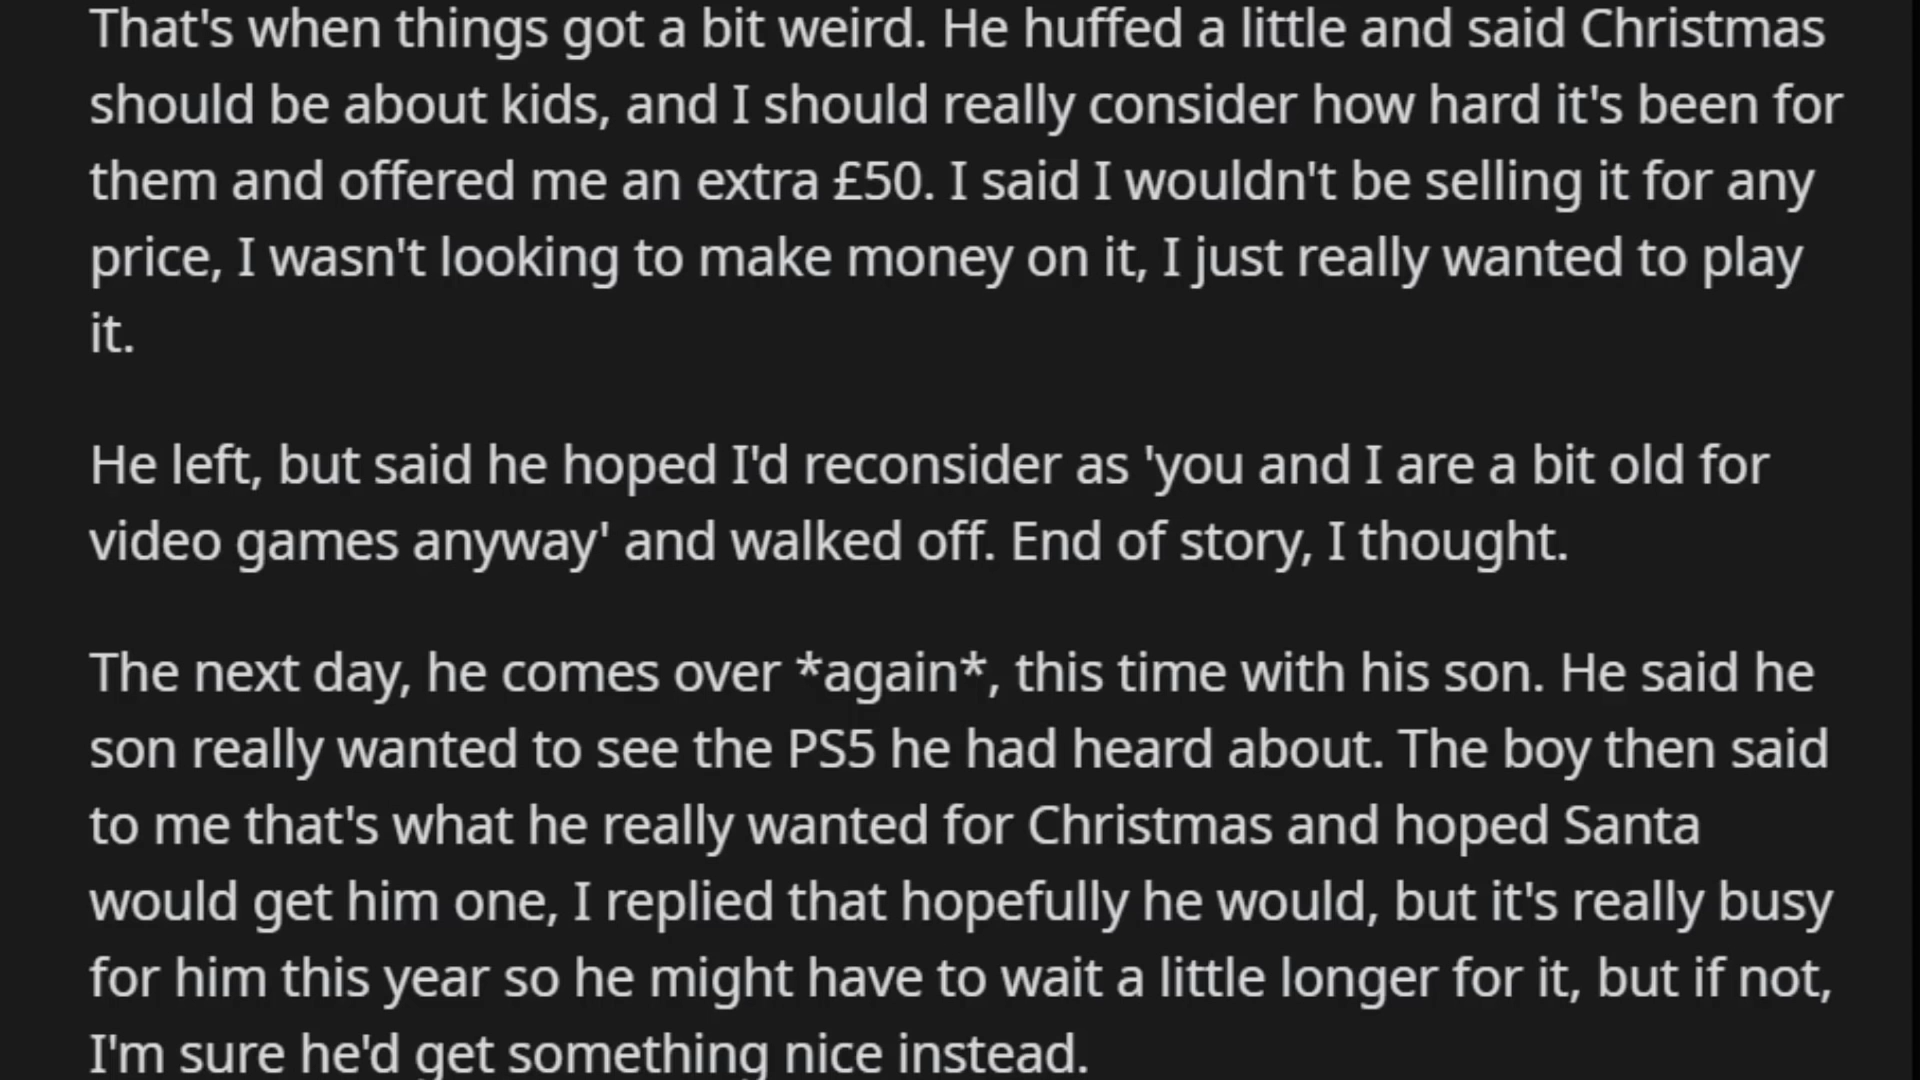 That's when things got a bit weird. He huffed a little and said Christmas
should be about kids, and I should really consider how hard it's been for
them and offered me an extra £50. I said I wouldn't be selling it for any
price, I wasn't looking to make money on it, I just really wanted to play
it.
He left, but said he hoped I'd reconsider as 'you and I are a bit old for
video games anyway' and walked off. End of story, I thought.
The next day, he comes over *again*, this time with his son. He said he
son really wanted to see the PS5 he had heard about. The boy then said
to me that's what he really wanted for Christmas and hoped Santa
would get him one, I replied that hopefully he would, but it's really busy
for him this year so he might have to wait a little longer for it, but if not,
I'm sure he'd get something nice instead.